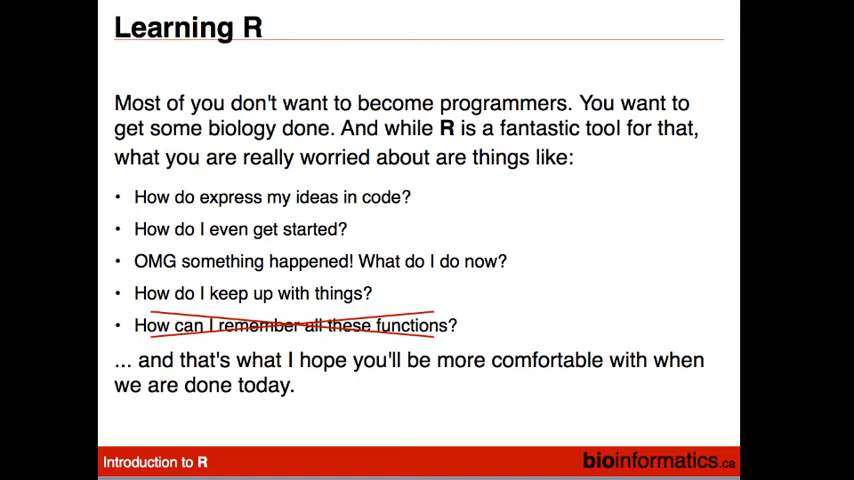 Learning R
Most of you don't want to become programmers. You want to
get some biology done. And while R is a fantastic tool for that,
what you are really worried about are things like:
• How do express my ideas in code?
• How do I even get started?
• OMG something happened! What do I do now?
• How do I keep up with things?
• How can I remember all these functions?
... and that's what I hope you'll be more comfortable with when
we are done today.
Introduction to R
bioinformatics.ca